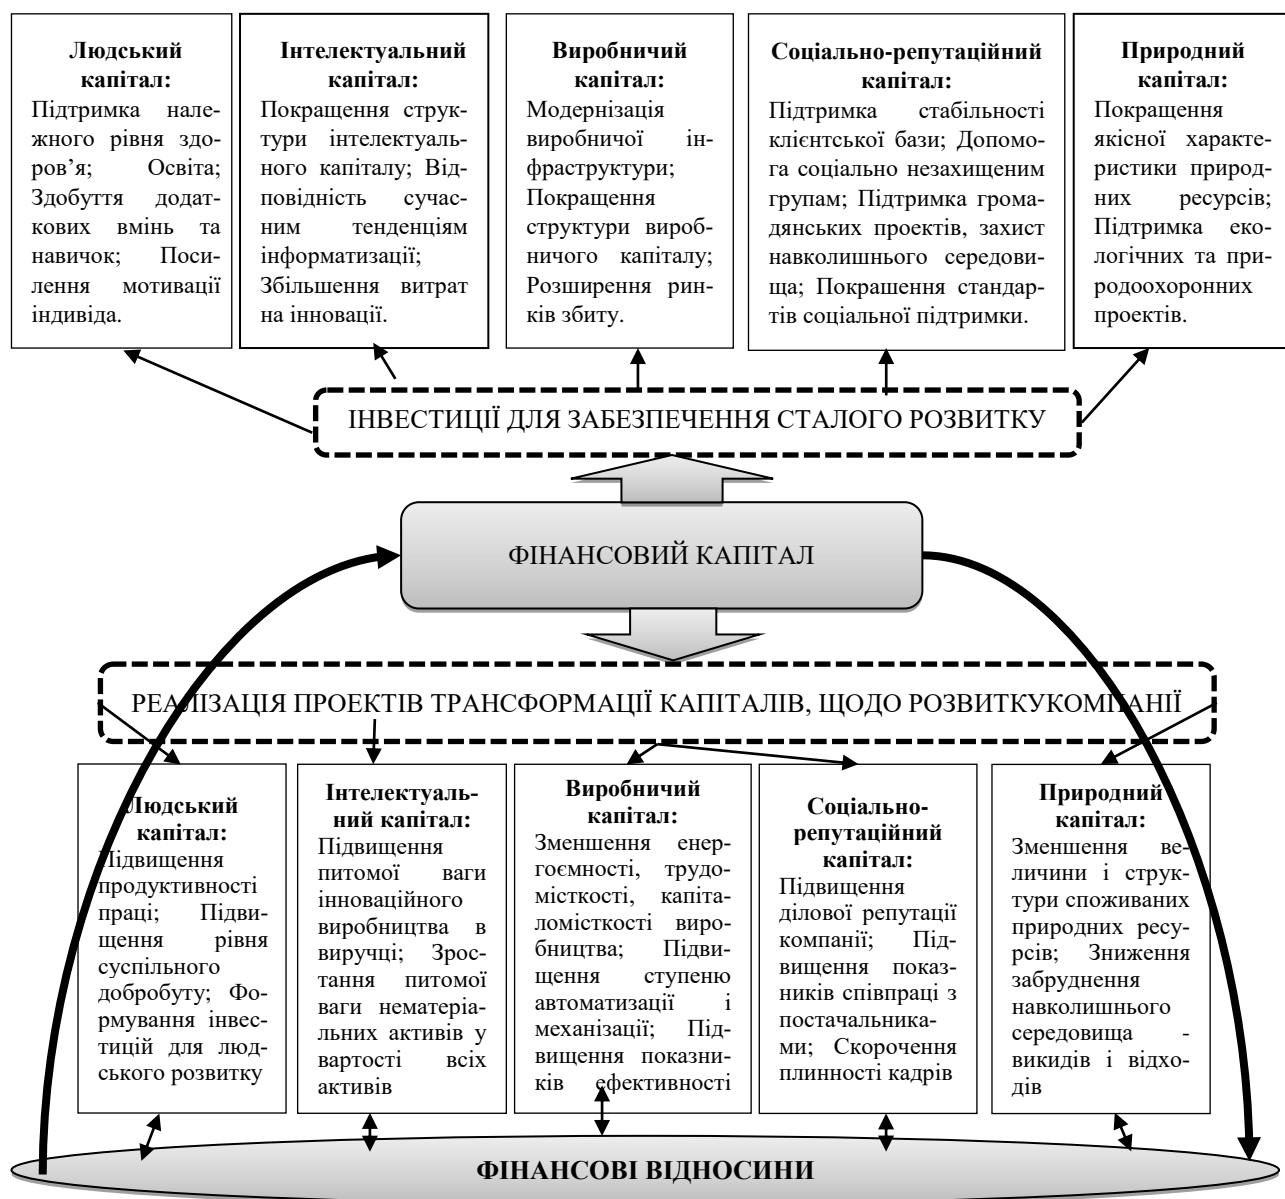 Людський
капітал:
Підтримка нале-
жного рівня здо-
ров’я; Освіта;
Здобуття додат-
кових вмінь та
навичок; Поси-
лення мотивації
індивіда.
Інтелектуальний
капітал:
Покращення струк-
тури інтелектуаль-
ного капіталу; Від-
повідність сучас-
ним тенденціям
інформатизації;
Збільшення витрат
на інновації.
Виробничий
капітал:
Модернізація
виробничої ін-
фраструктури;
Покращення
структури вироб-
ничого капіталу;
Розширення рин-
ків збиту.
Соціально-репутаційний
капітал:
Підтримка стабільності
клієнтської бази; Допомо-
га соціально незахищеним
групам; Підтримка грома-
дянських проектів, захист
навколишнього середови-
ща; Покрашення стандар-
тів соціальної підтримки.
Природний
капітал:
Покращення
якісної характе-
ристики природ-
них ресурсів;
Підтримка еко-
логічних та при-
родоохоронних
проектів.
ІНВЕСТИЦІЇ ДЛЯ ЗАБЕЗПЕЧЕННЯ СТАЛОГО РОЗВИТКУ
ФІНАНСОВИЙ КАПІТАЛ
РЕАЛІЗАЦІЯ ПРОЕКТІВ ТРАНСФОРМАЦІЇ КАПІТАЛІВ, ЩОДО РОЗВИТКУКОМПАНІЇ
Людський
капітал:
Підвищення
продуктивності
праці; Підви-
щення рівня
суспільного
добробуту; Фо-
рмування інвес-
тицій для люд-
ського розвитку
Інтелектуаль-
ний капітал:
Підвищення
питомої ваги
інноваційного
виробництва в
виручці; Зрос-
тання питомої
ваги нематеріа-
льних активів у
вартості всіх
активів
Виробничий
капітал:
Зменшення енер-
гоємності, трудо-
місткості, капіта-
ломісткості виро-
бництва; Підви-
щення ступеню
автоматизації і
механізації; Під-
вищення показни-
ків ефективності
Соціально-
репутаційний
капітал:
Підвищення
ділової репутації
компанії; Під-
вищення показ-
ників співпраці з
постачальника-
ми; Скорочення
плинності кадрів
Природний
капітал:
Зменшення ве-
личини і струк-
тури споживаних
природних ресу-
рсів; Зниження
забруднення
навколишнього
середовища -
викидів і відхо-
дів
ФІНАНСОВІ ВІДНОСИНИ